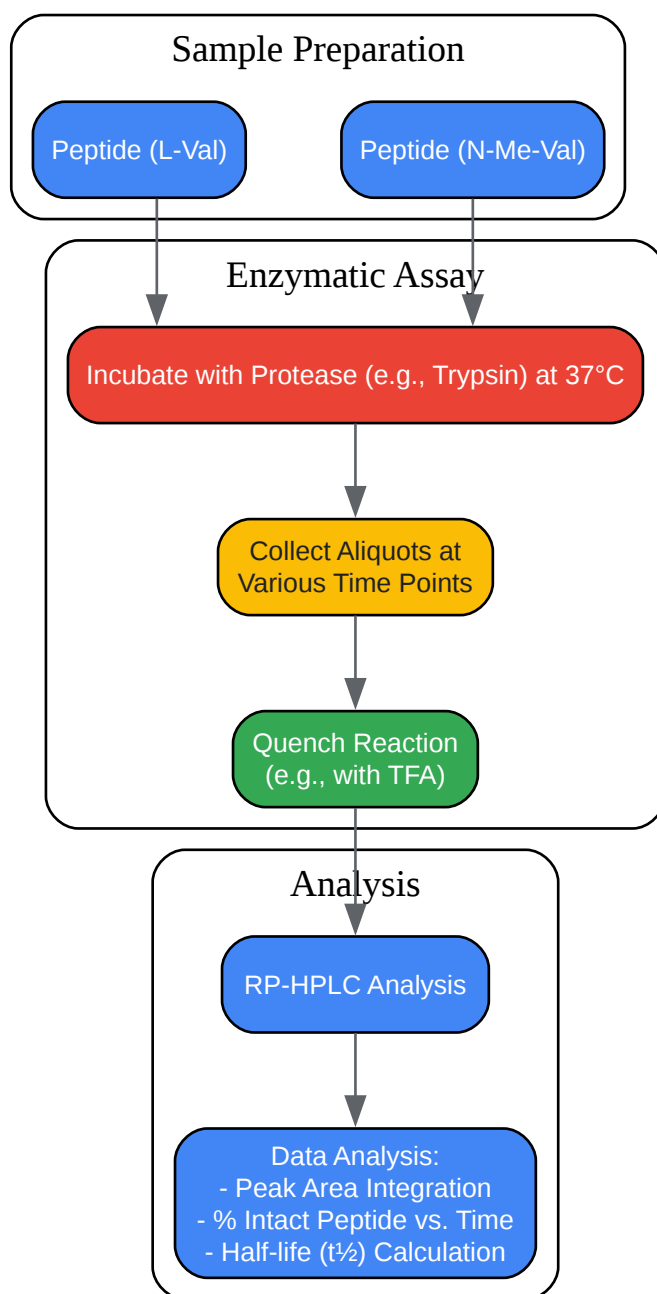 Sample Preparation
Peptide (L-Val)
Peptide (N-Me-Val)
Enzymatic Assay
Incubate with Protease (e.g., Trypsin) at 37°C
Collect Aliquots at
Various Time Points
Quench Reaction
(e.g., with TFA)
Analysis
RP-HPLC Analysis
Data Analysis:
- Peak Area Integration
- % Intact Peptide vs. Time
- Half-life (t½) Calculation